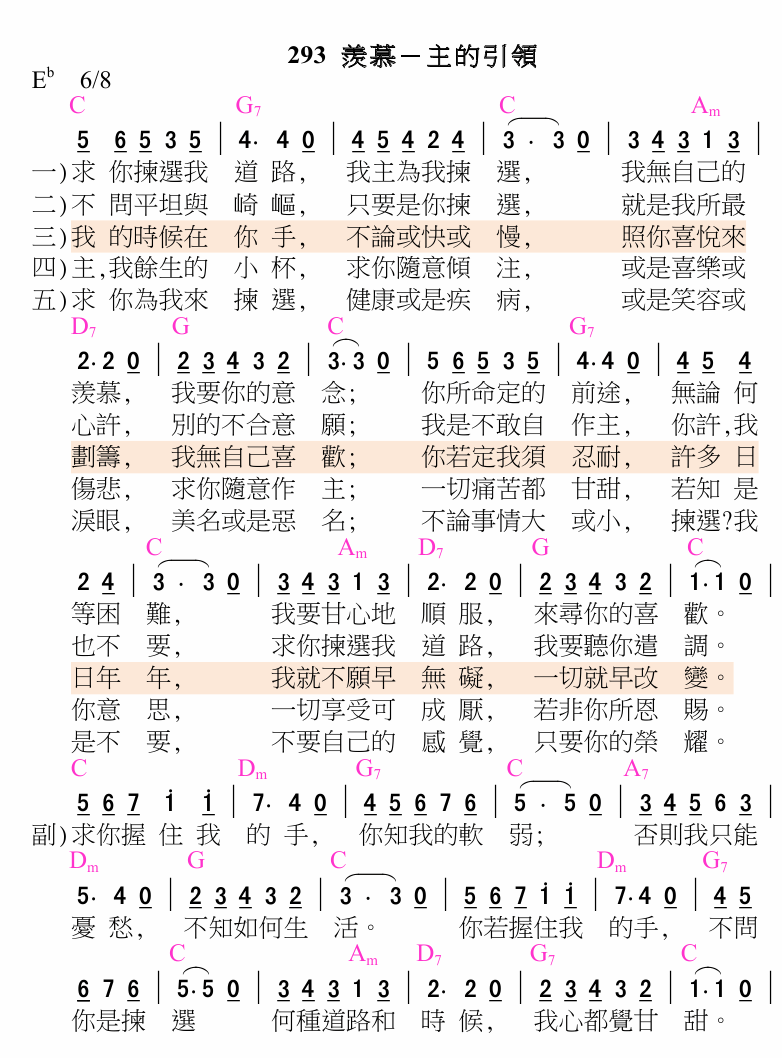 293 羨慕－主的引領
E♭ 6/8
C G7 C Am
5 6 5 3 5 | 4· 4 0 | 4 5 4 2 4 | 3 · 3 0 | 3 4 3 1 3 |
一)求 你揀選我 道 路, 我主為我揀 選, 我無自己的
二)不 問平坦與 崎 嶇, 只要是你揀 選, 就是我所最
三)我 的時候在 你 手, 不論或快或 慢, 照你喜悅來
四)主,我餘生的 小 杯, 求你隨意傾 注, 或是喜樂或
五)求 你為我來 揀 選, 健康或是疾 病, 或是笑容或
D7 G C G7
2· 2 0 | 2 3 4 3 2 | 3· 3 0 | 5 6 5 3 5 | 4· 4 0 | 4 5 4
羨慕, 我要你的意 念; 你所命定的 前途, 無論 何
心許, 別的不合意 願; 我是不敢自 作主, 你許,我
劃籌, 我無自己喜 歡; 你若定我須 忍耐, 許多 日
傷悲, 求你隨意作 主; 一切痛苦都 甘甜, 若知 是
淚眼, 美名或是惡 名; 不論事情大 或小, 揀選?我
C Am D7 G C
2 4 | 3 · 3 0 | 3 4 3 1 3 | 2· 2 0 | 2 3 4 3 2 | 1· 1 0 |
等困 難, 我要甘心地 順 服, 來尋你的喜 歡。
也不 要, 求你揀選我 道 路, 我要聽你遣 調。
日年 年, 我就不願早 無 礙, 一切就早改 變。
你意 思, 一切享受可 成 厭, 若非你所恩 賜。
是不 要, 不要自己的 感 覺, 只要你的榮 耀。
C Dm G7 C A7
5 6 7 i i | 7· 4 0 | 4 5 6 7 6 | 5 · 5 0 | 3 4 5 6 3 |
副)求你握 住 我 的 手, 你知我的軟 弱; 否則我只能
Dm G C Dm G7
5· 4 0 | 2 3 4 3 2 | 3 · 3 0 | 5 6 7 i i | 7· 4 0 | 4 5
憂 愁, 不知如何生 活。 你若握住我 的手, 不問
C Am D7 G7 C
6 7 6 | 5· 5 0 | 3 4 3 1 3 | 2· 2 0 | 2 3 4 3 2 | 1· 1 0 |
你是揀 選 何種道路和 時 候, 我心都覺甘 甜。